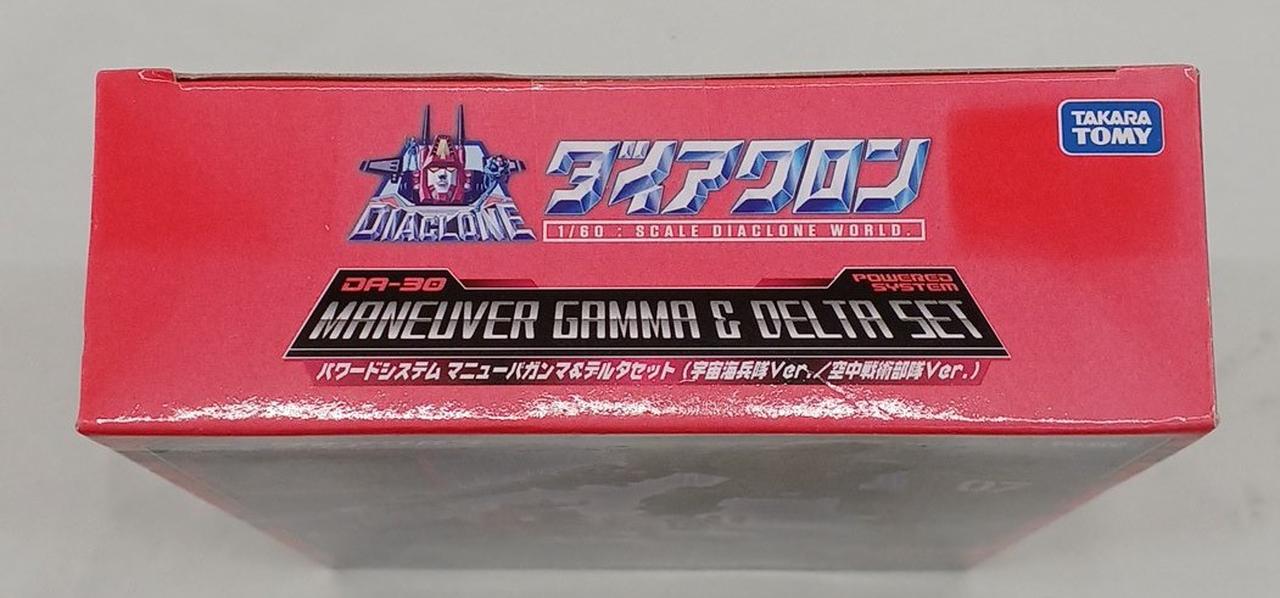 TAKARA
TOMY
DIACLONE
ダイアクロン
1/60 : SCALE DIACLONE WORLD.
DA-30
POWERED
SYSTEM
MANEUVER GAMMA & DELTA SET
パワードシステム マニューバガンマ&デルタセット (宇宙海兵隊Ver./空中戦術部隊Ver.)
07